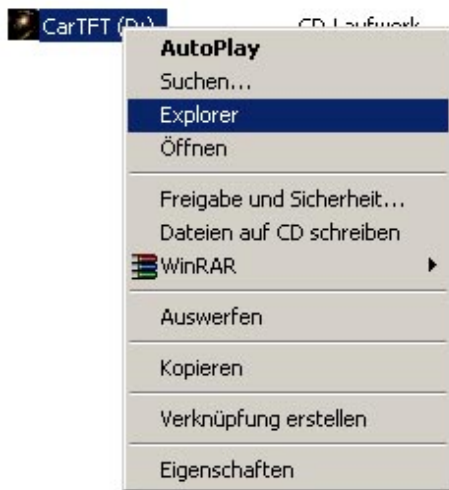 CarTFT (D:) CD-Laufwerk
AutoPlay
Suchen...
Explorer
Öffnen
Freigabe und Sicherheit...
Dateien auf CD schreiben
WinRAR
Auswerfen
Kopieren
Verknüpfung erstellen
Eigenschaften